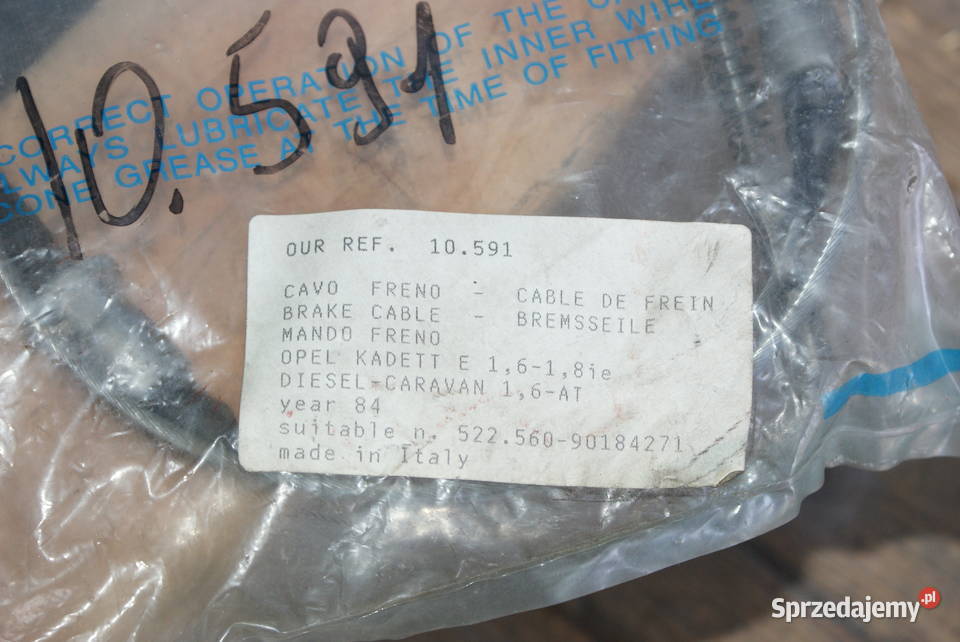 CORRECT OPERATION OF THE CA
LWAYS LUBRICATE THE INNER WIRE
CONE GREASE AT THE TIME OF FITTING
10.591
OUR REF. 10.591
CAVO FRENO - CABLE DE FREIN
BRAKE CABLE - BREMSSEILE
MANDO FRENO
OPEL KADETT E 1,6-1,8ie
DIESEL-CARAVAN 1,6-AT
year 84
suitable n. 522.560-90184271
made in Italy
Sprzedajemy.pl